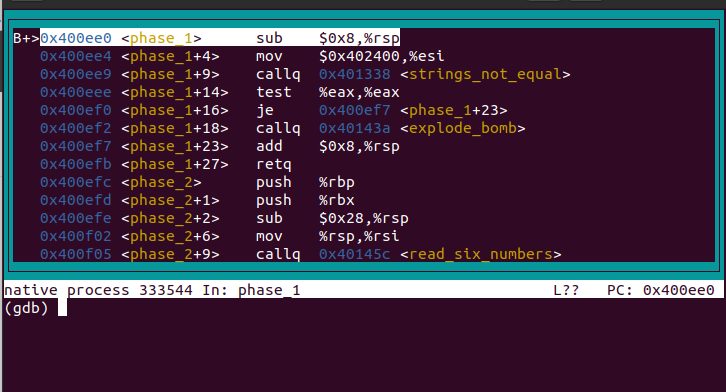 B+>0x400ee0 <phase_1>       sub    $0x8,%rsp
0x400ee4 <phase_1+4>     mov    $0x402400,%esi
0x400ee9 <phase_1+9>     callq  0x401338 <strings_not_equal>
0x400eee <phase_1+14>    test   %eax,%eax
0x400ef0 <phase_1+16>    je     0x400ef7 <phase_1+23>
0x400ef2 <phase_1+18>    callq  0x40143a <explode_bomb>
0x400ef7 <phase_1+23>    add    $0x8,%rsp
0x400efb <phase_1+27>    retq
0x400efc <phase_2>       push   %rbp
0x400efd <phase_2+1>     push   %rbx
0x400efe <phase_2+2>     sub    $0x28,%rsp
0x400f02 <phase_2+6>     mov    %rsp,%rsi
0x400f05 <phase_2+9>     callq  0x40145c <read_six_numbers>
native process 333544 In: phase_1 L?? PC: 0x400ee0
(gdb)